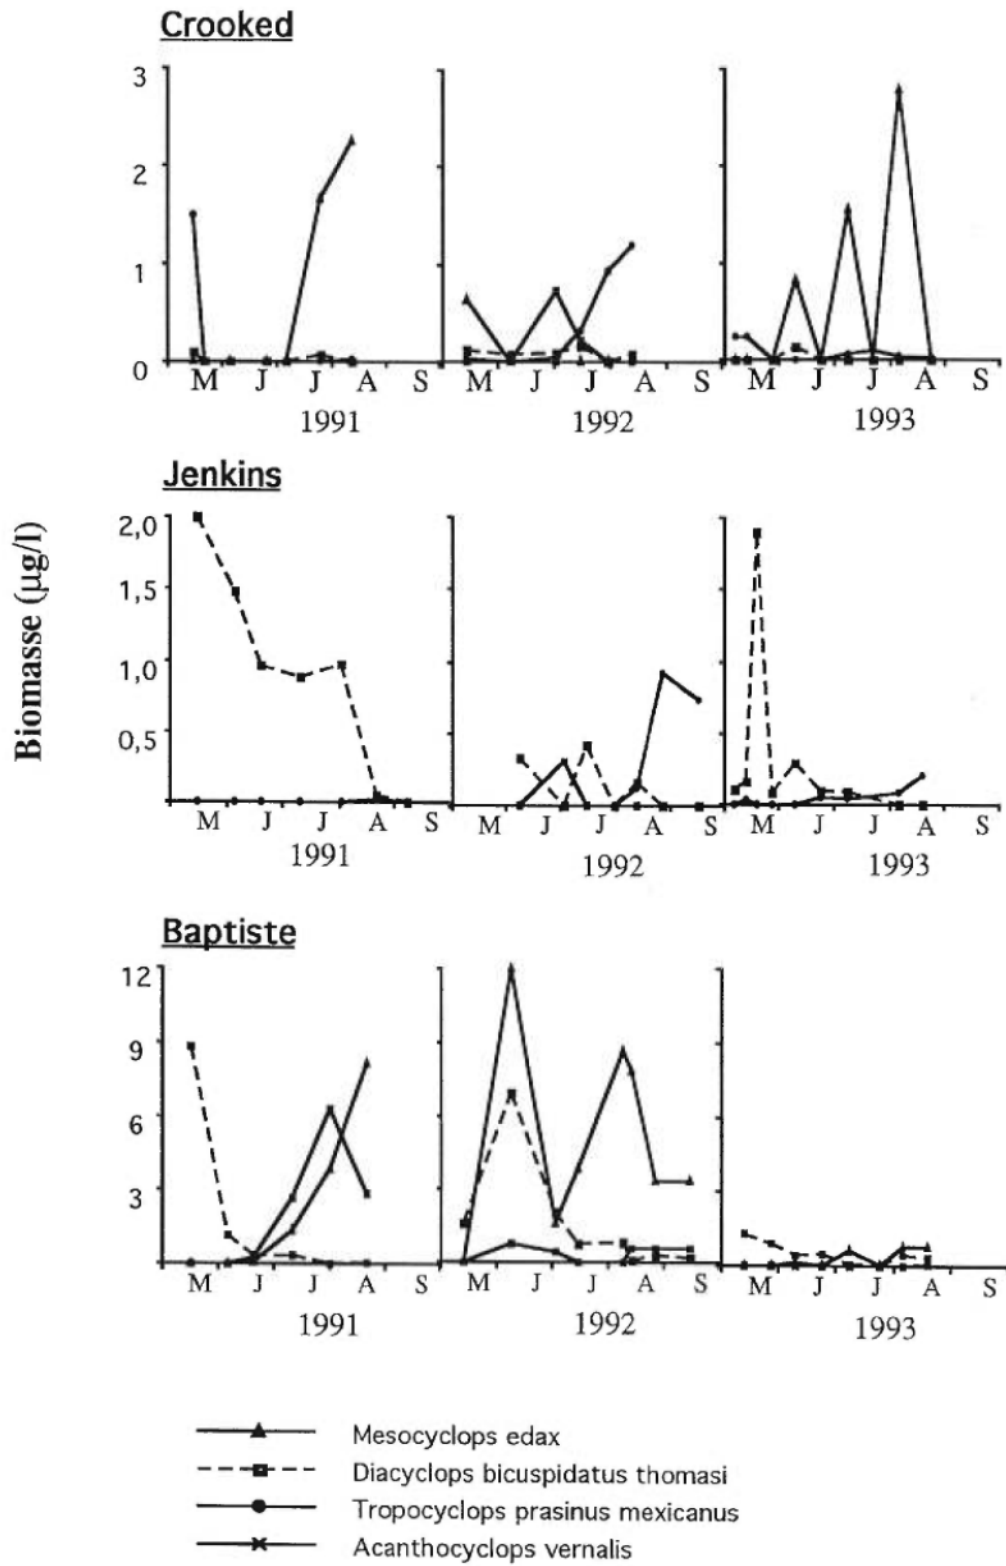 Crooked
3
2
1
0
M J J A S M J J A S M J J A S
1991 1992 1993
Jenkins
2,0
1,5
1,0
0,5
M J J A S M J J A S M J J A S
1991 1992 1993
Biomasse (µg/l)
Baptiste
12
9
6
3
M J J A S M J J A S M J J A S
1991 1992 1993
Mesocyclops edax
Diacyclops bicuspidatus thomasi
Tropocyclops prasinus mexicanus
Acanthocyclops vernalis